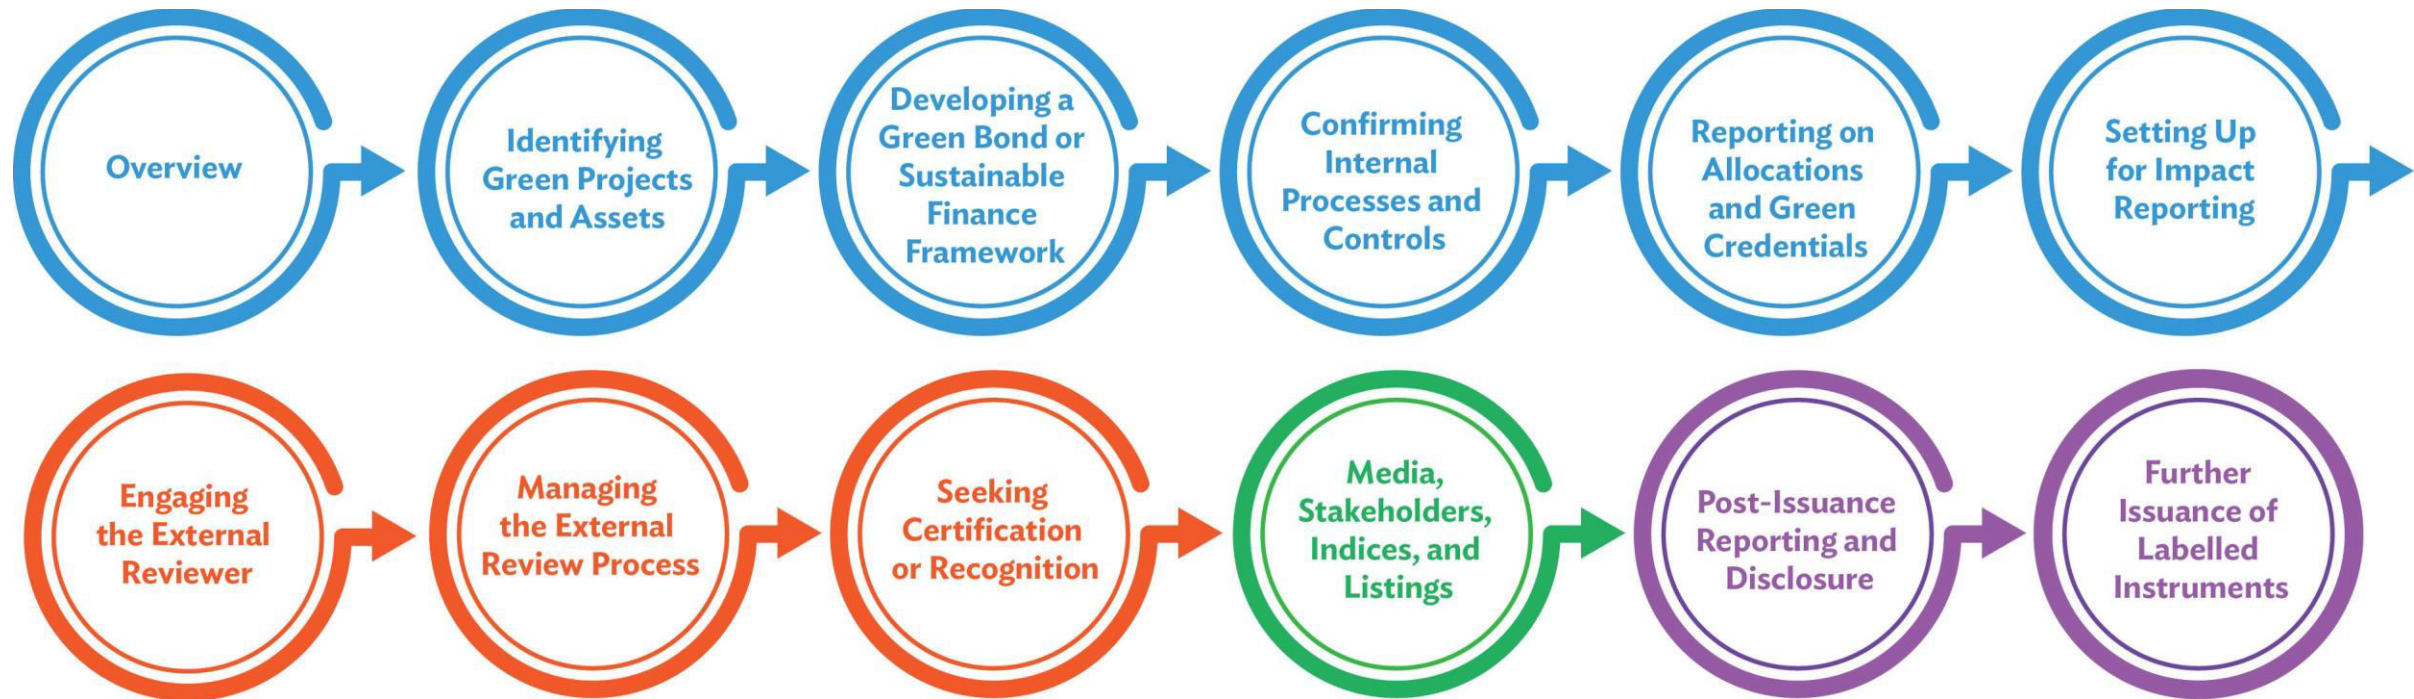 Overview
Identifying
Green Projects
and Assets
Developing a
Green Bond or
Sustainable
Finance
Framework
Confirming
Internal
Processes and
Controls
Reporting on
Allocations
and Green
Credentials
Setting Up
for Impact
Reporting
Engaging
the External
Reviewer
Managing
the External
Review Process
Seeking
Certification
or Recognition
Media,
Stakeholders,
Indices, and
Listings
Post-Issuance
Reporting and
Disclosure
Further
Issuance of
Labelled
Instruments